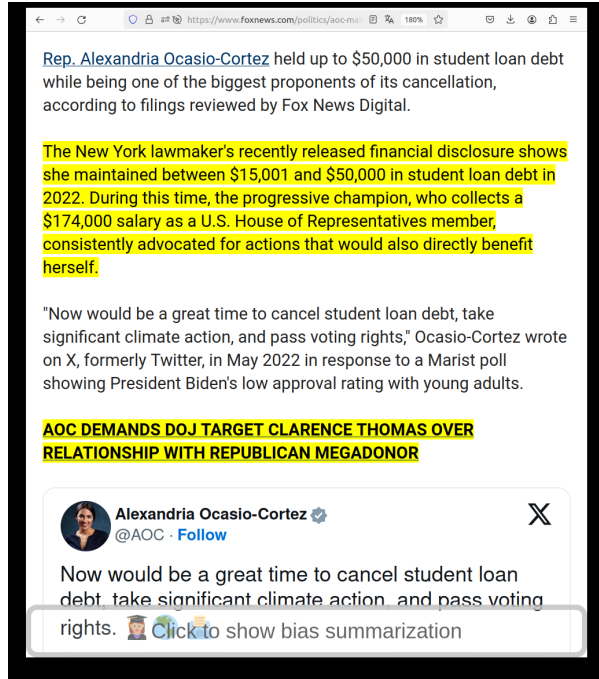 https://www.foxnews.com/politics/aoc-ma
180%
Rep. Alexandria Ocasio-Cortez held up to $50,000 in student loan debt
while being one of the biggest proponents of its cancellation,
according to filings reviewed by Fox News Digital.
The New York lawmaker's recently released financial disclosure shows
she maintained between $15,001 and $50,000 in student loan debt in
2022. During this time, the progressive champion, who collects a
$174,000 salary as a U.S. House of Representatives member,
consistently advocated for actions that would also directly benefit
herself.
"Now would be a great time to cancel student loan debt, take
significant climate action, and pass voting rights," Ocasio-Cortez wrote
on X, formerly Twitter, in May 2022 in response to a Marist poll
showing President Biden's low approval rating with young adults.
AOC DEMANDS DOJ TARGET CLARENCE THOMAS OVER
RELATIONSHIP WITH REPUBLICAN MEGADONOR
Alexandria Ocasio-Cortez
@AOC · Follow
Now would be a great time to cancel student loan
debt, take significant climate action, and pass voting
rights.
Click to show bias summarization